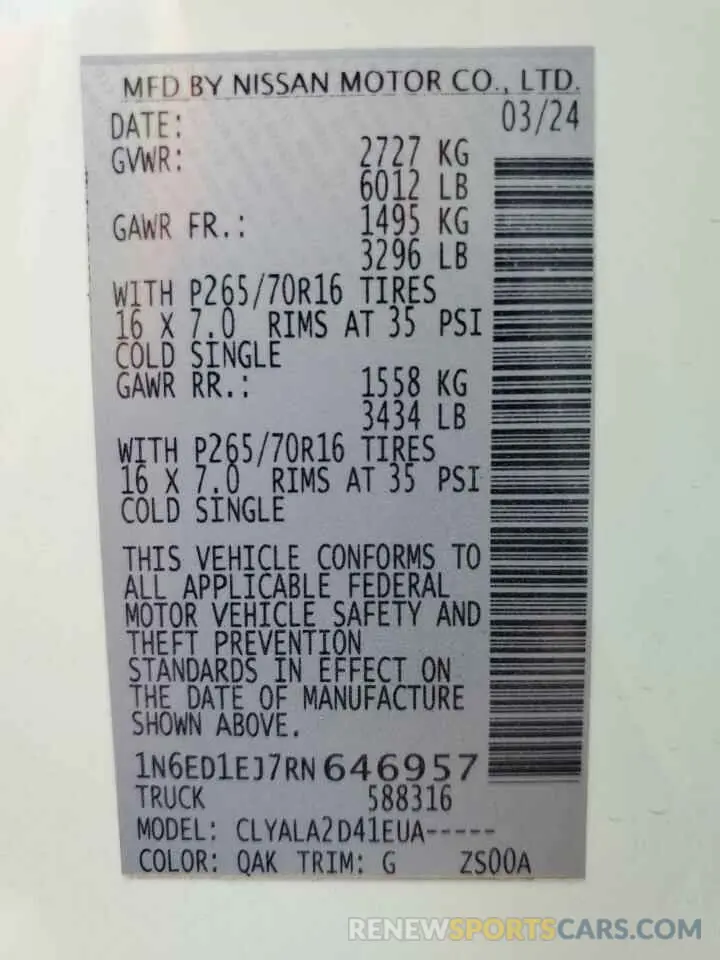 MFD BY NISSAN MOTOR CO., LTD.
DATE: 03/24
GVWR: 2727 KG
6012 LB
GAWR FR.: 1495 KG
3296 LB
WITH P265/70R16 TIRES
16 X 7.0 RIMS AT 35 PSI
COLD SINGLE
GAWR RR.: 1558 KG
3434 LB
WITH P265/70R16 TIRES
16 X 7.0 RIMS AT 35 PSI
COLD SINGLE
THIS VEHICLE CONFORMS TO
ALL APPLICABLE FEDERAL
MOTOR VEHICLE SAFETY AND
THEFT PREVENTION
STANDARDS IN EFFECT ON
THE DATE OF MANUFACTURE
SHOWN ABOVE.
1N6ED1EJ7RN646957
TRUCK 588316
MODEL: CLYALA2D41EUA-----
COLOR: QAK TRIM: G ZS00A
RENEWSPORTSCARS.COM